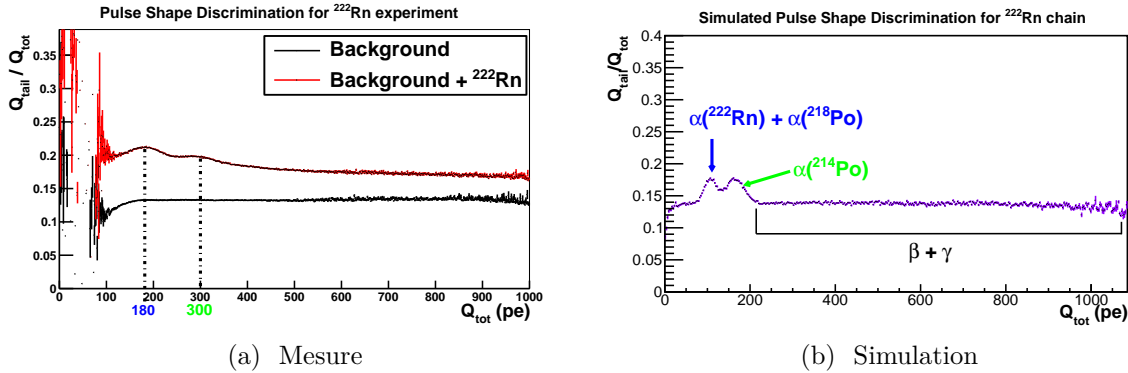 Pulse Shape Discrimination for ²²²Rn experiment
Q_tail / Q_tot
Background
Background + ²²²Rn
0.35
0.3
0.25
0.2
0.15
0.1
0.05
0
0 100 200 300 400 500 600 700 800 900 1000
180 300
Q_tot (pe)
(a) Mesure
Simulated Pulse Shape Discrimination for ²²²Rn chain
Q_tail/Q_tot
0.4
0.35
0.3
0.25
0.2
0.15
0.1
0.05
0
α(²²²Rn) + α(²¹⁸Po)
α(²¹⁴Po)
β + γ
0 200 400 600 800 1000
Q_tot (pe)
(b) Simulation